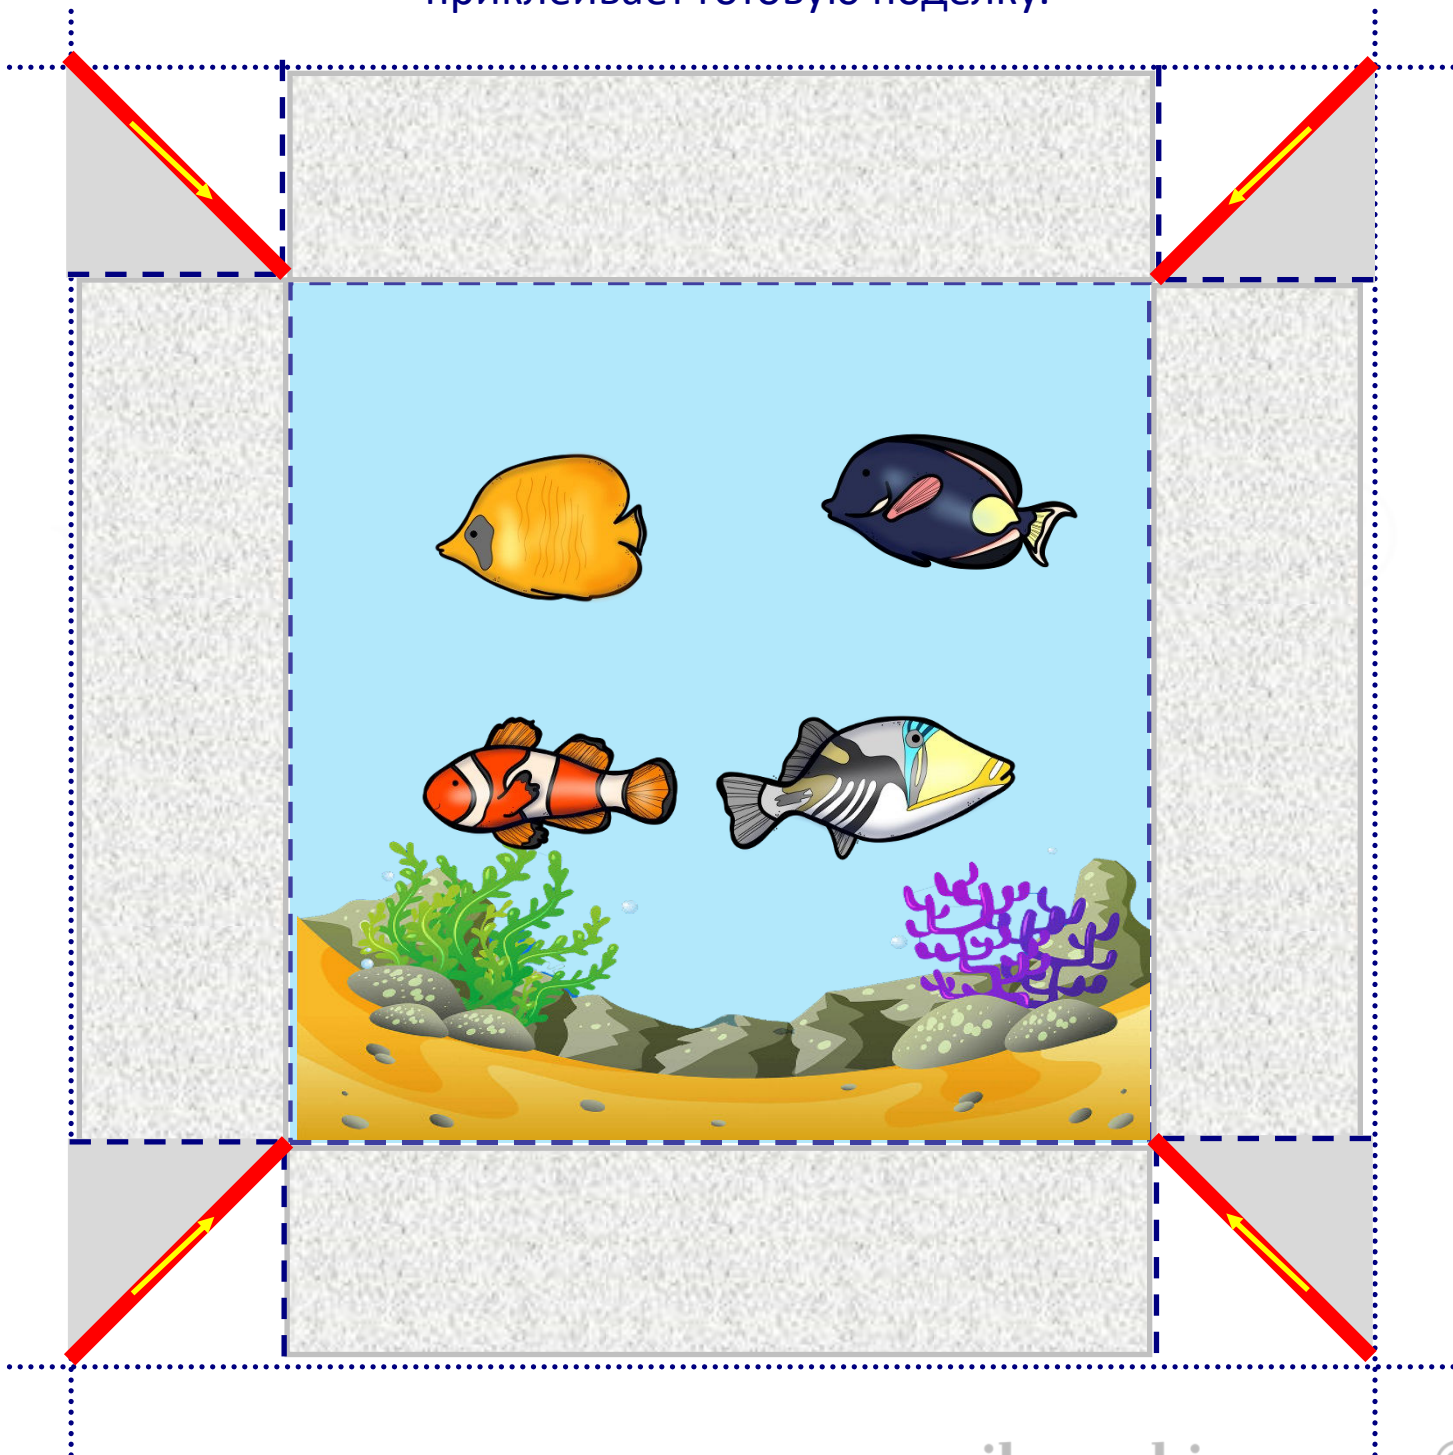 приклеивает готовую поделку.